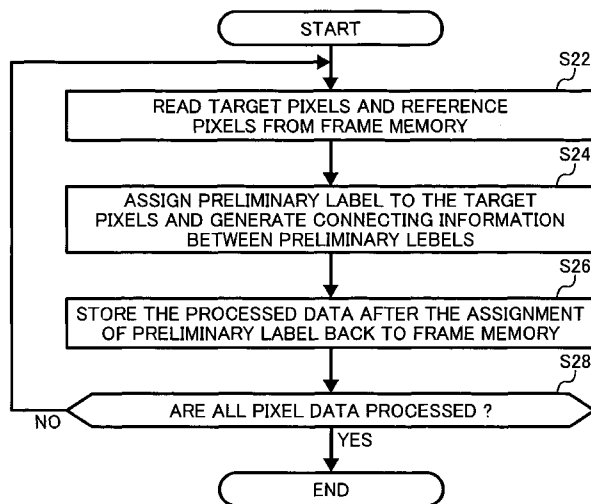 START
S22
READ TARGET PIXELS AND REFERENCE
PIXELS FROM FRAME MEMORY
S24
ASSIGN PRELIMINARY LABEL TO THE TARGET
PIXELS AND GENERATE CONNECTING INFORMATION
BETWEEN PRELIMINARY LEBELS
S26
STORE THE PROCESSED DATA AFTER THE ASSIGNMENT
OF PRELIMINARY LABEL BACK TO FRAME MEMORY
S28
ARE ALL PIXEL DATA PROCESSED ?
NO
YES
END